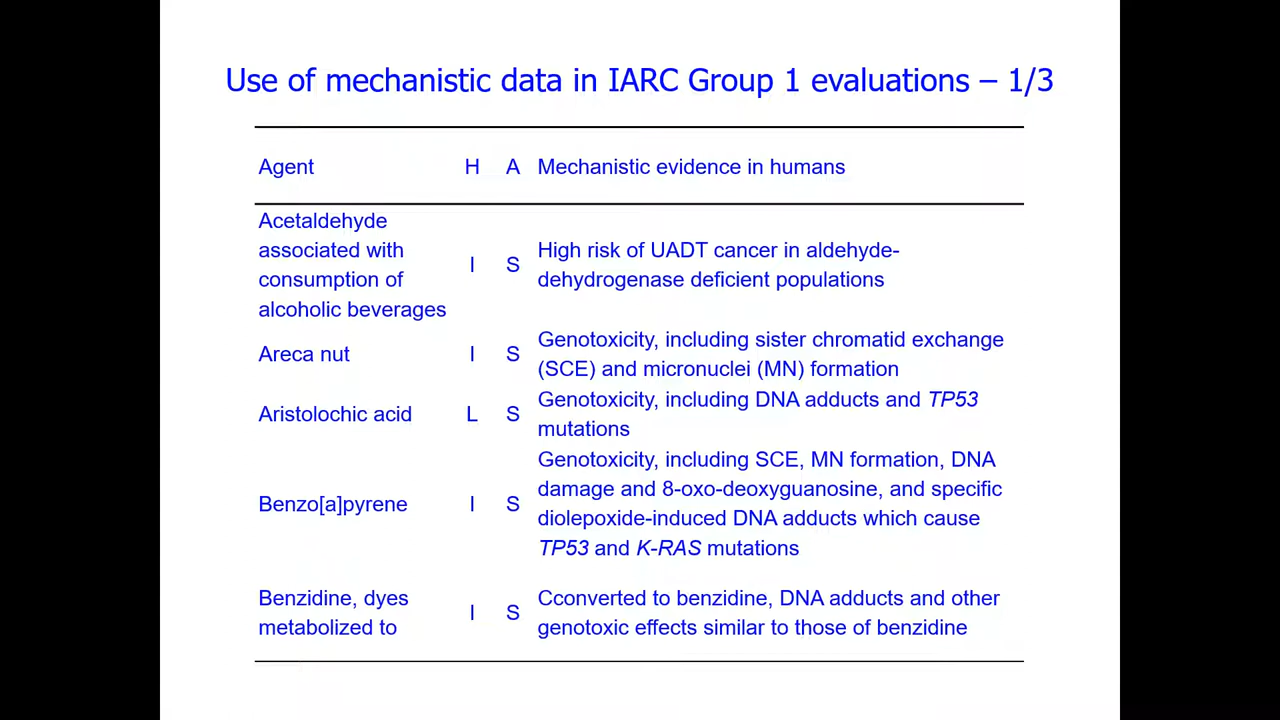 Use of mechanistic data in IARC Group 1 evaluations – 1/3
Agent H A Mechanistic evidence in humans
Acetaldehyde
associated with
consumption of
alcoholic beverages
I S
High risk of UADT cancer in aldehyde-
dehydrogenase deficient populations
Areca nut
I S
Genotoxicity, including sister chromatid exchange
(SCE) and micronuclei (MN) formation
Aristolochic acid
L S
Genotoxicity, including DNA adducts and TP53
mutations
Benzo[a]pyrene
I S
Genotoxicity, including SCE, MN formation, DNA
damage and 8-oxo-deoxyguanosine, and specific
diolepoxide-induced DNA adducts which cause
TP53 and K-RAS mutations
Benzidine, dyes
metabolized to
I S
Cconverted to benzidine, DNA adducts and other
genotoxic effects similar to those of benzidine